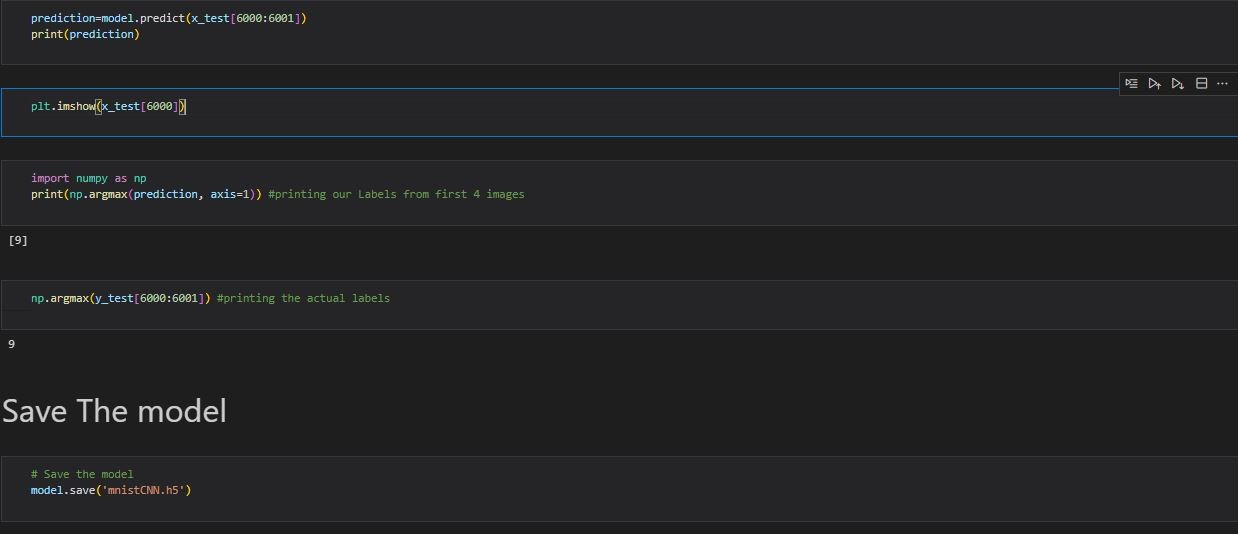 prediction=model.predict(x_test[6000:6001])
print(prediction)
plt.imshow(x_test[6000])
import numpy as np
print(np.argmax(prediction, axis=1)) #printing our Labels from first 4 images
[9]
np.argmax(y_test[6000:6001]) #printing the actual labels
9
Save The model
# Save the model
model.save('mnistCNN.h5')